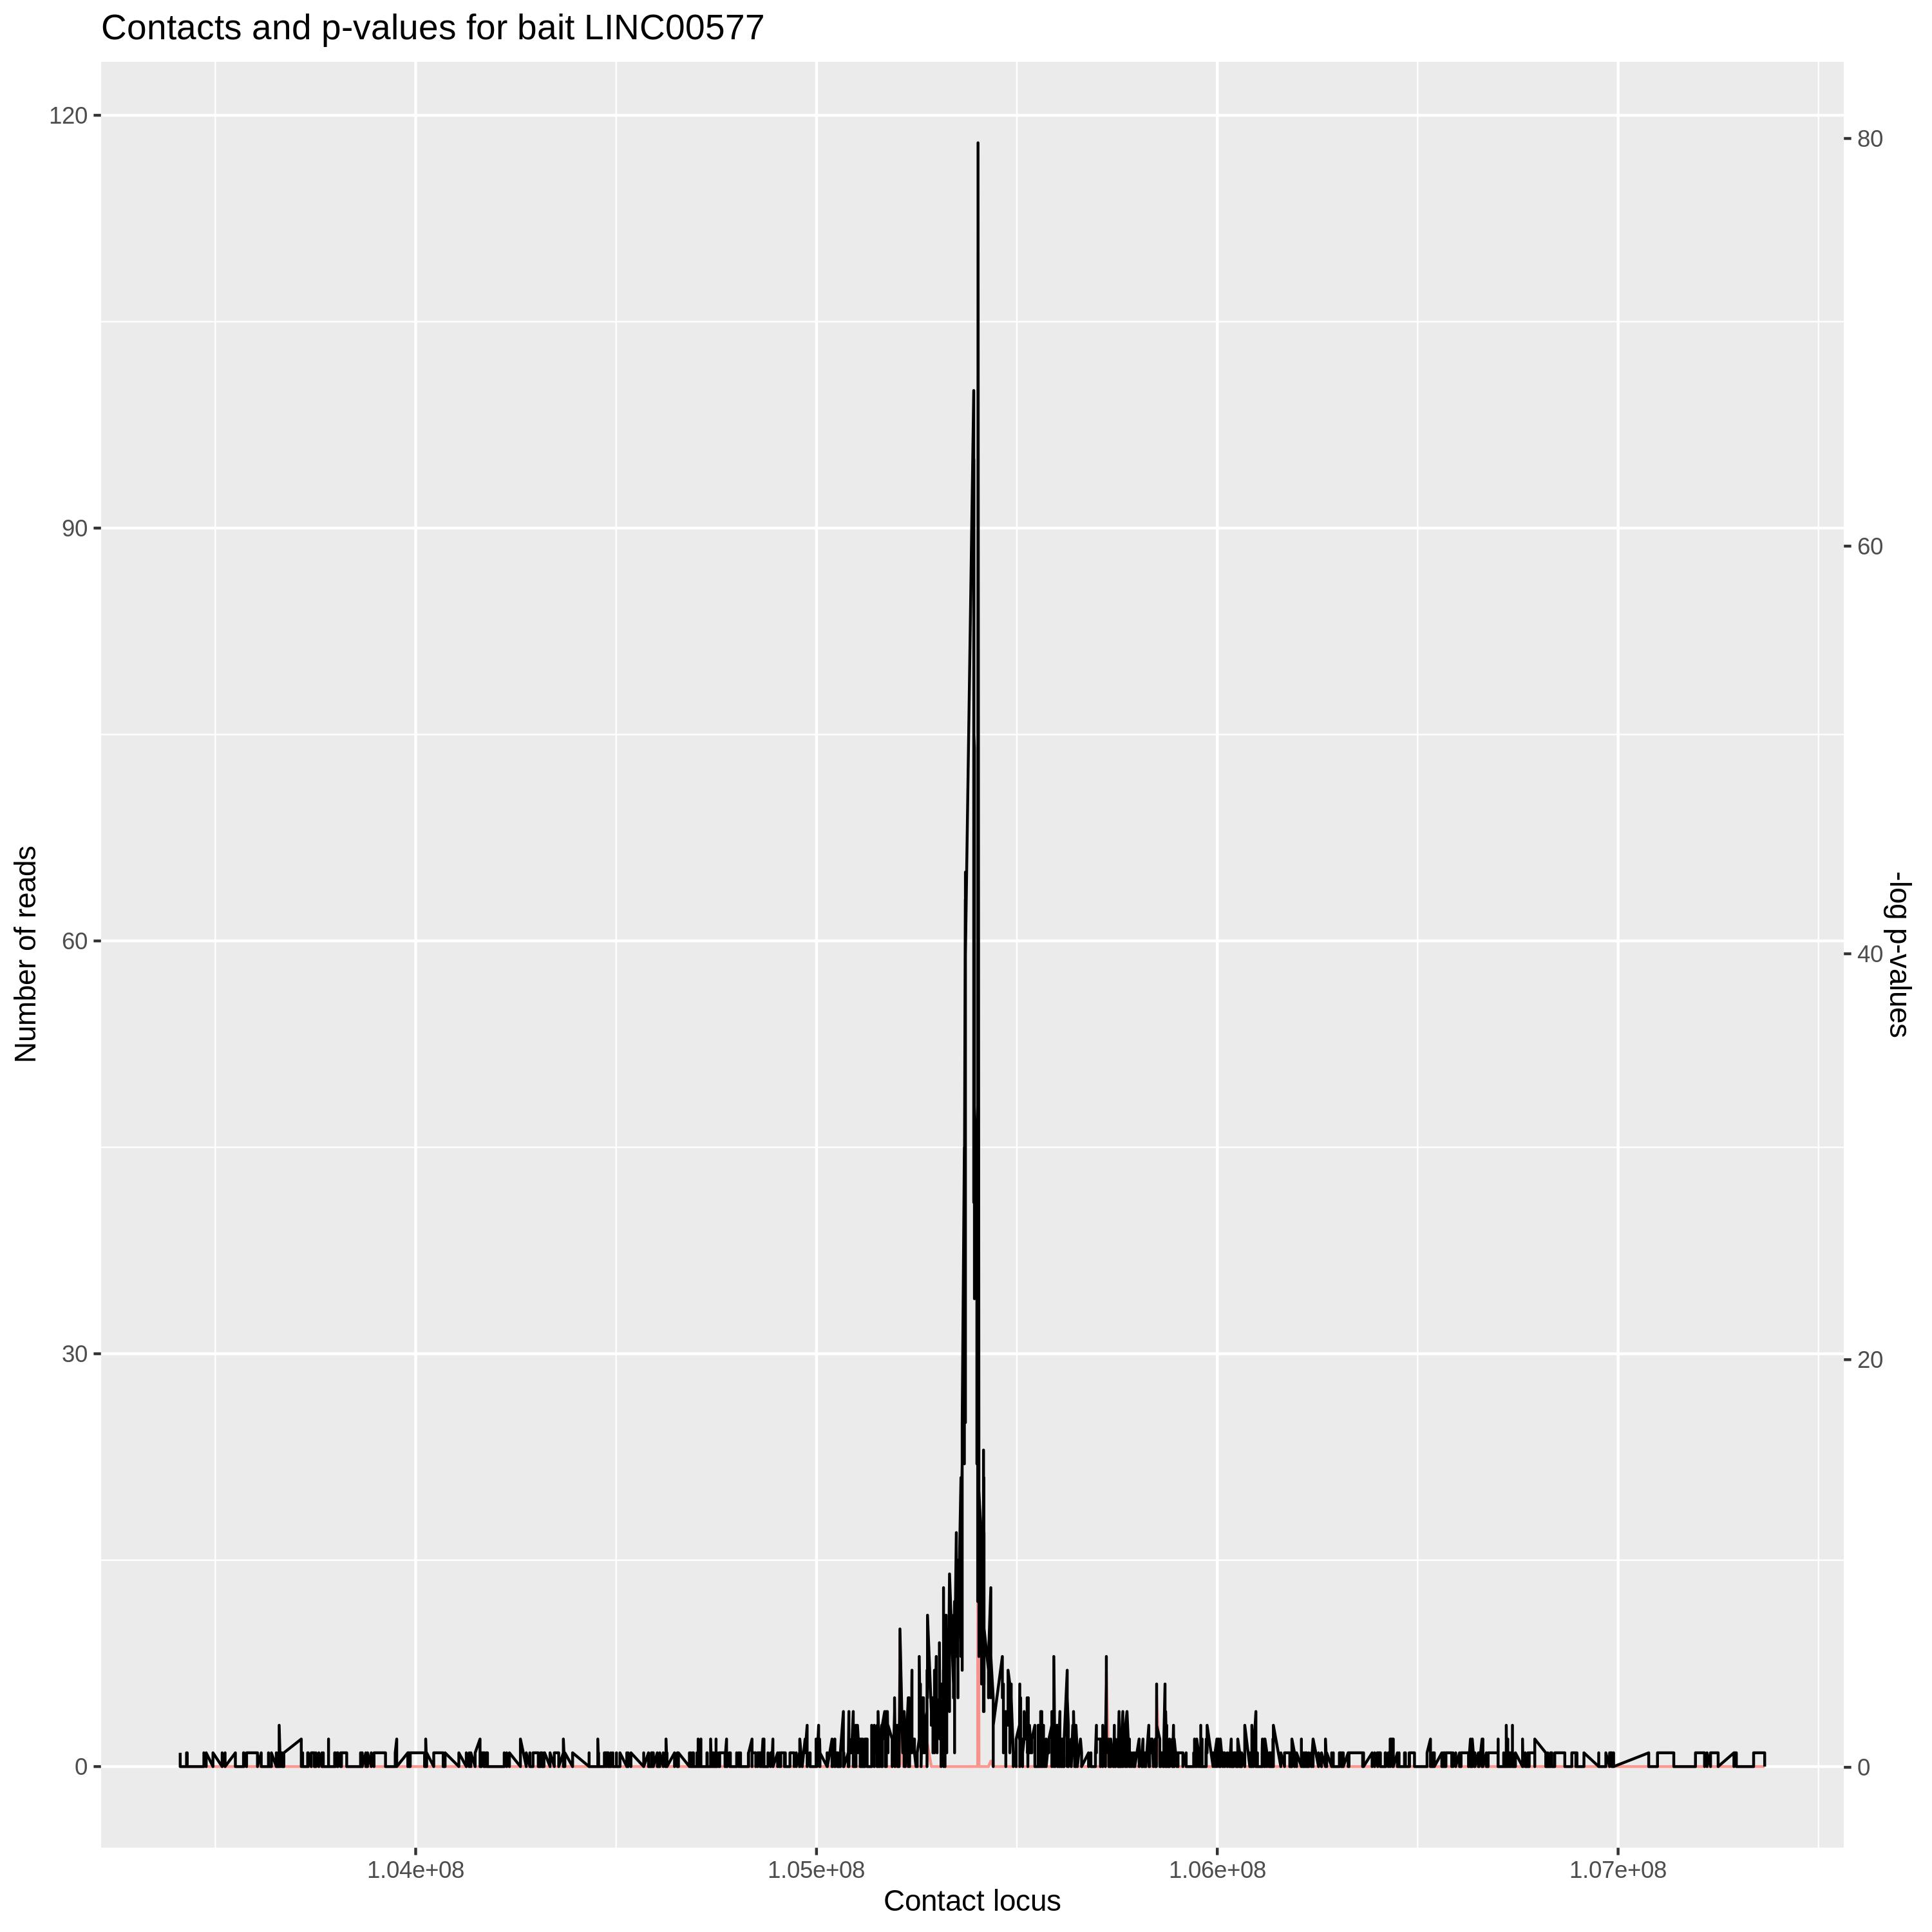 Contacts and p-values for bait LINC00577
120
90
60
30
0
Number of reads
80
60
40
20
0
-log p-values
1.04e+08
1.05e+08
1.06e+08
1.07e+08
Contact locus